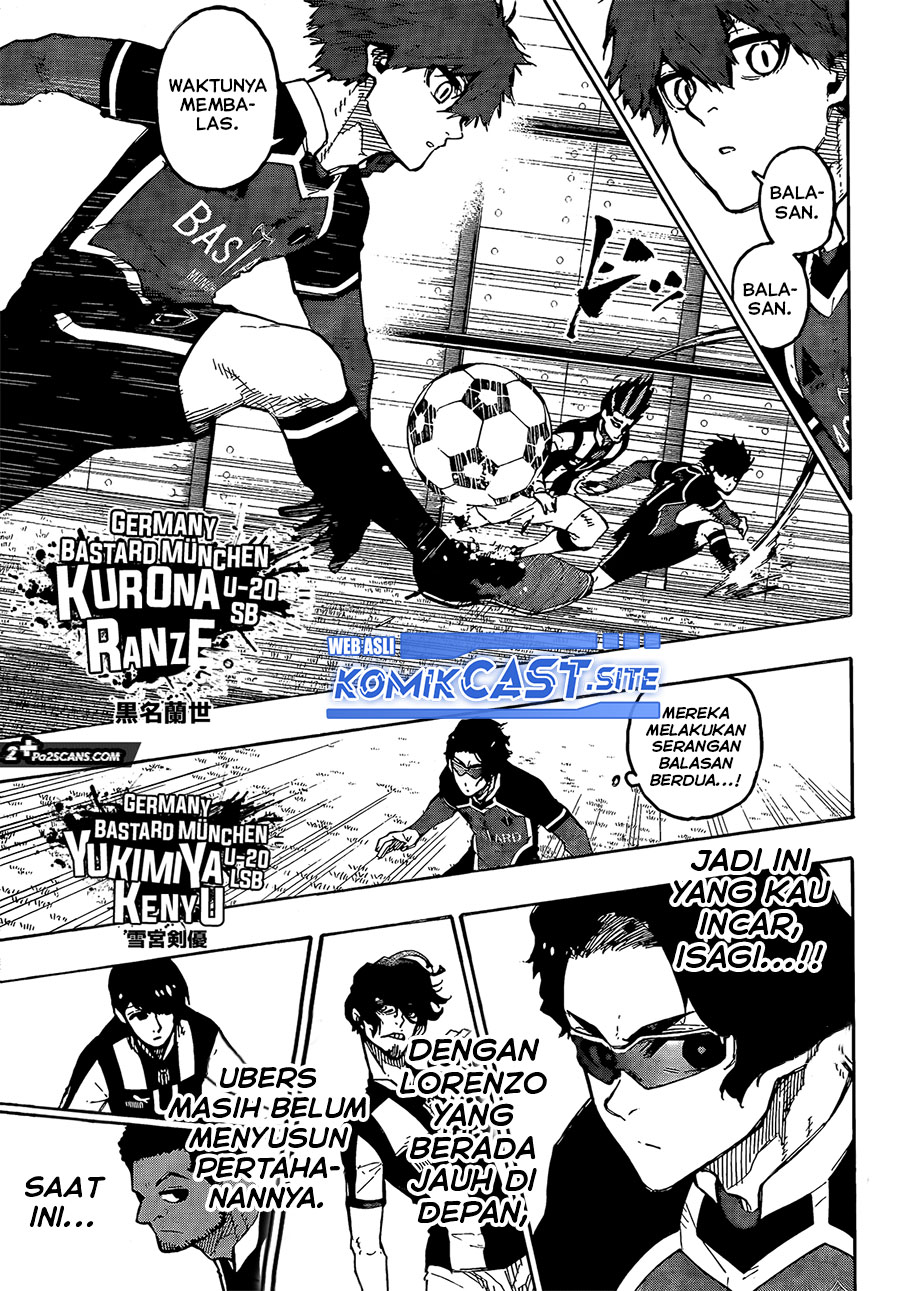 BALA-
SAN.
BALA-
SAN.
WAKTUNYA
MEMBA-
LAS.
BAS
GERMANY
BASTARD MÜNCHEN
KURONA U-20
SB
RANZE
黒名蘭世
WEB ASLI
KOMIKCAST.SITE
2+ Po2SCANS.COM
MEREKA
MELAKUKAN
SERANGAN
BALASAN
BERDUA...!
GERMANY
BASTARD MÜNCHEN
YUKIMIYA U-20
LSB
KENYU
雪宮剣優
JADI INI
YANG KAU
INCAR,
ISAGI...!!
DENGAN
LORENZO
YANG
BERADA
JAUH DI
DEPAN,
UBERS
MASIH BELUM
MENYUSUN
PERTAHA-
NANNYA.
SAAT
INI...